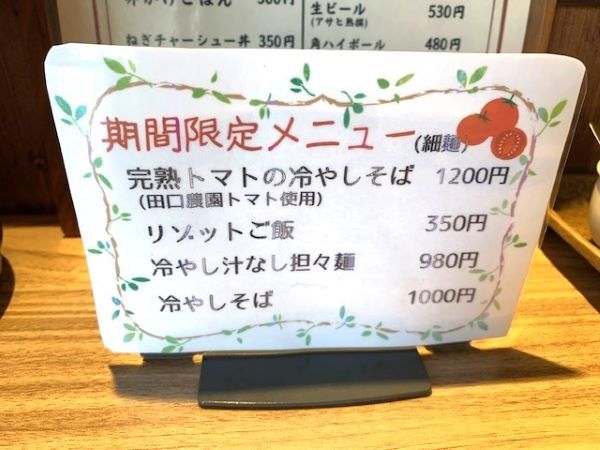 生ビール 530円
(アサヒ熟撰)
ねぎチャーシュー丼 350円
角ハイボール 480円
期間限定メニュー(細麺)
完熟トマトの冷やしそば 1200円
(田口農園トマト使用)
リゾットご飯 350円
冷やし汁なし担々麺 980円
冷やしそば 1000円